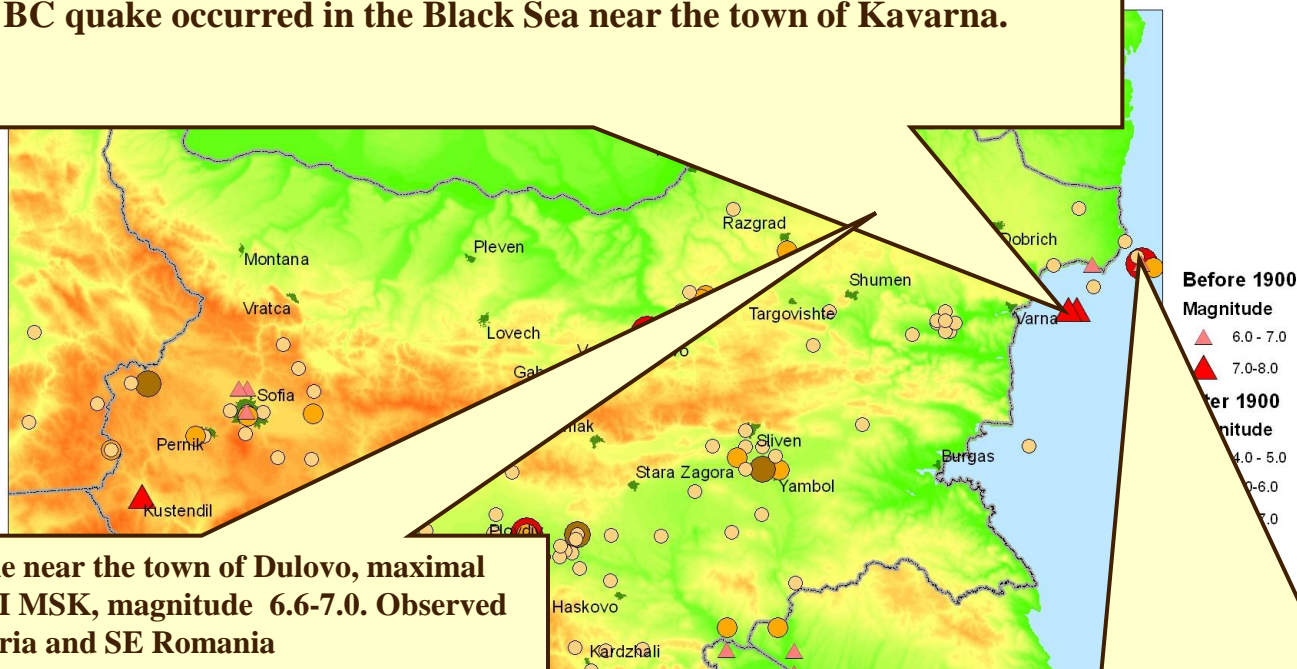 BC quake occurred in the Black Sea near the town of Kavarna.
Razgrad
Dobrich
Montana
Pleven
Shumen
Before 1900
Magnitude
6.0 - 7.0
7.0-8.0
Vratca
Targovishte
Varna
Lovech
Sofia
Pernik
Sliven
Stara Zagora
Burgas
Yambol
4.0 - 5.0
Kustendil
near the town of Dulovo, maximal
MSK, magnitude 6.6-7.0. Observed
and SE Romania
Haskovo
Kardzhali